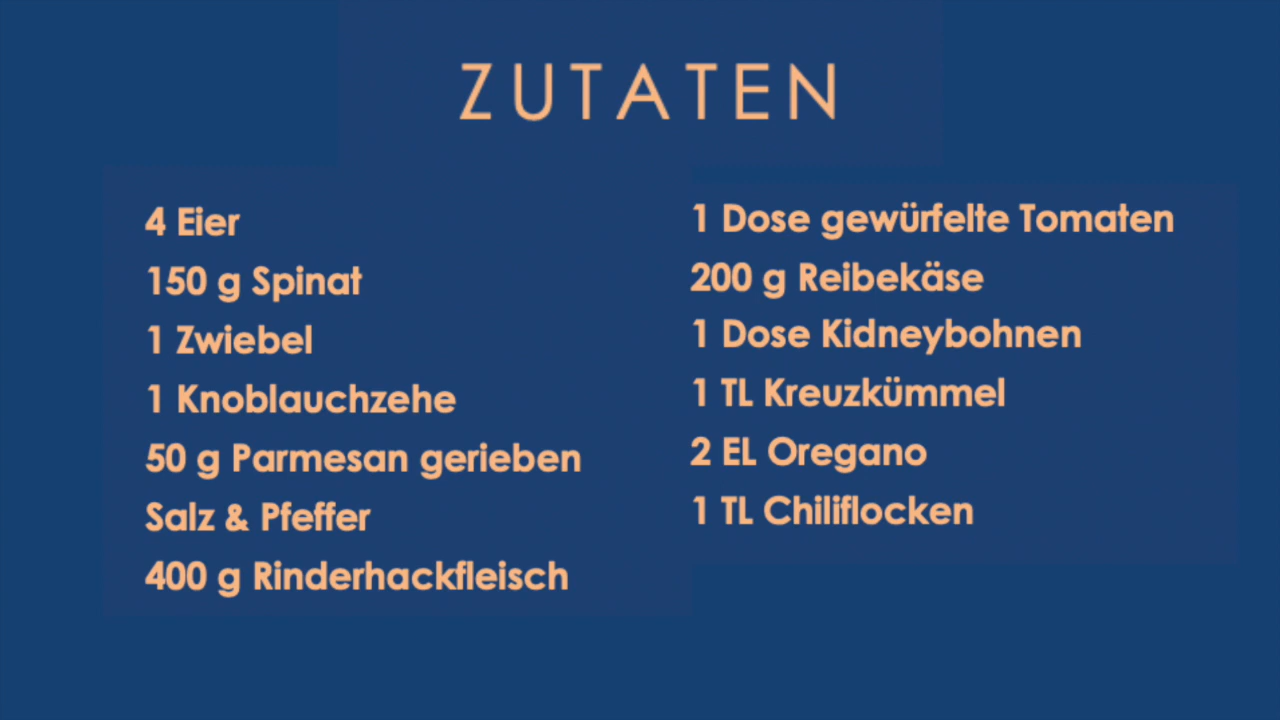 ZUTATEN
4 Eier
150 g Spinat
1 Zwiebel
1 Knoblauchzehe
50 g Parmesan gerieben
Salz & Pfeffer
400 g Rinderhackfleisch
1 Dose gewürfelte Tomaten
200 g Reibekäse
1 Dose Kidneybohnen
1 TL Kreuzkümmel
2 EL Oregano
1 TL Chiliflocken